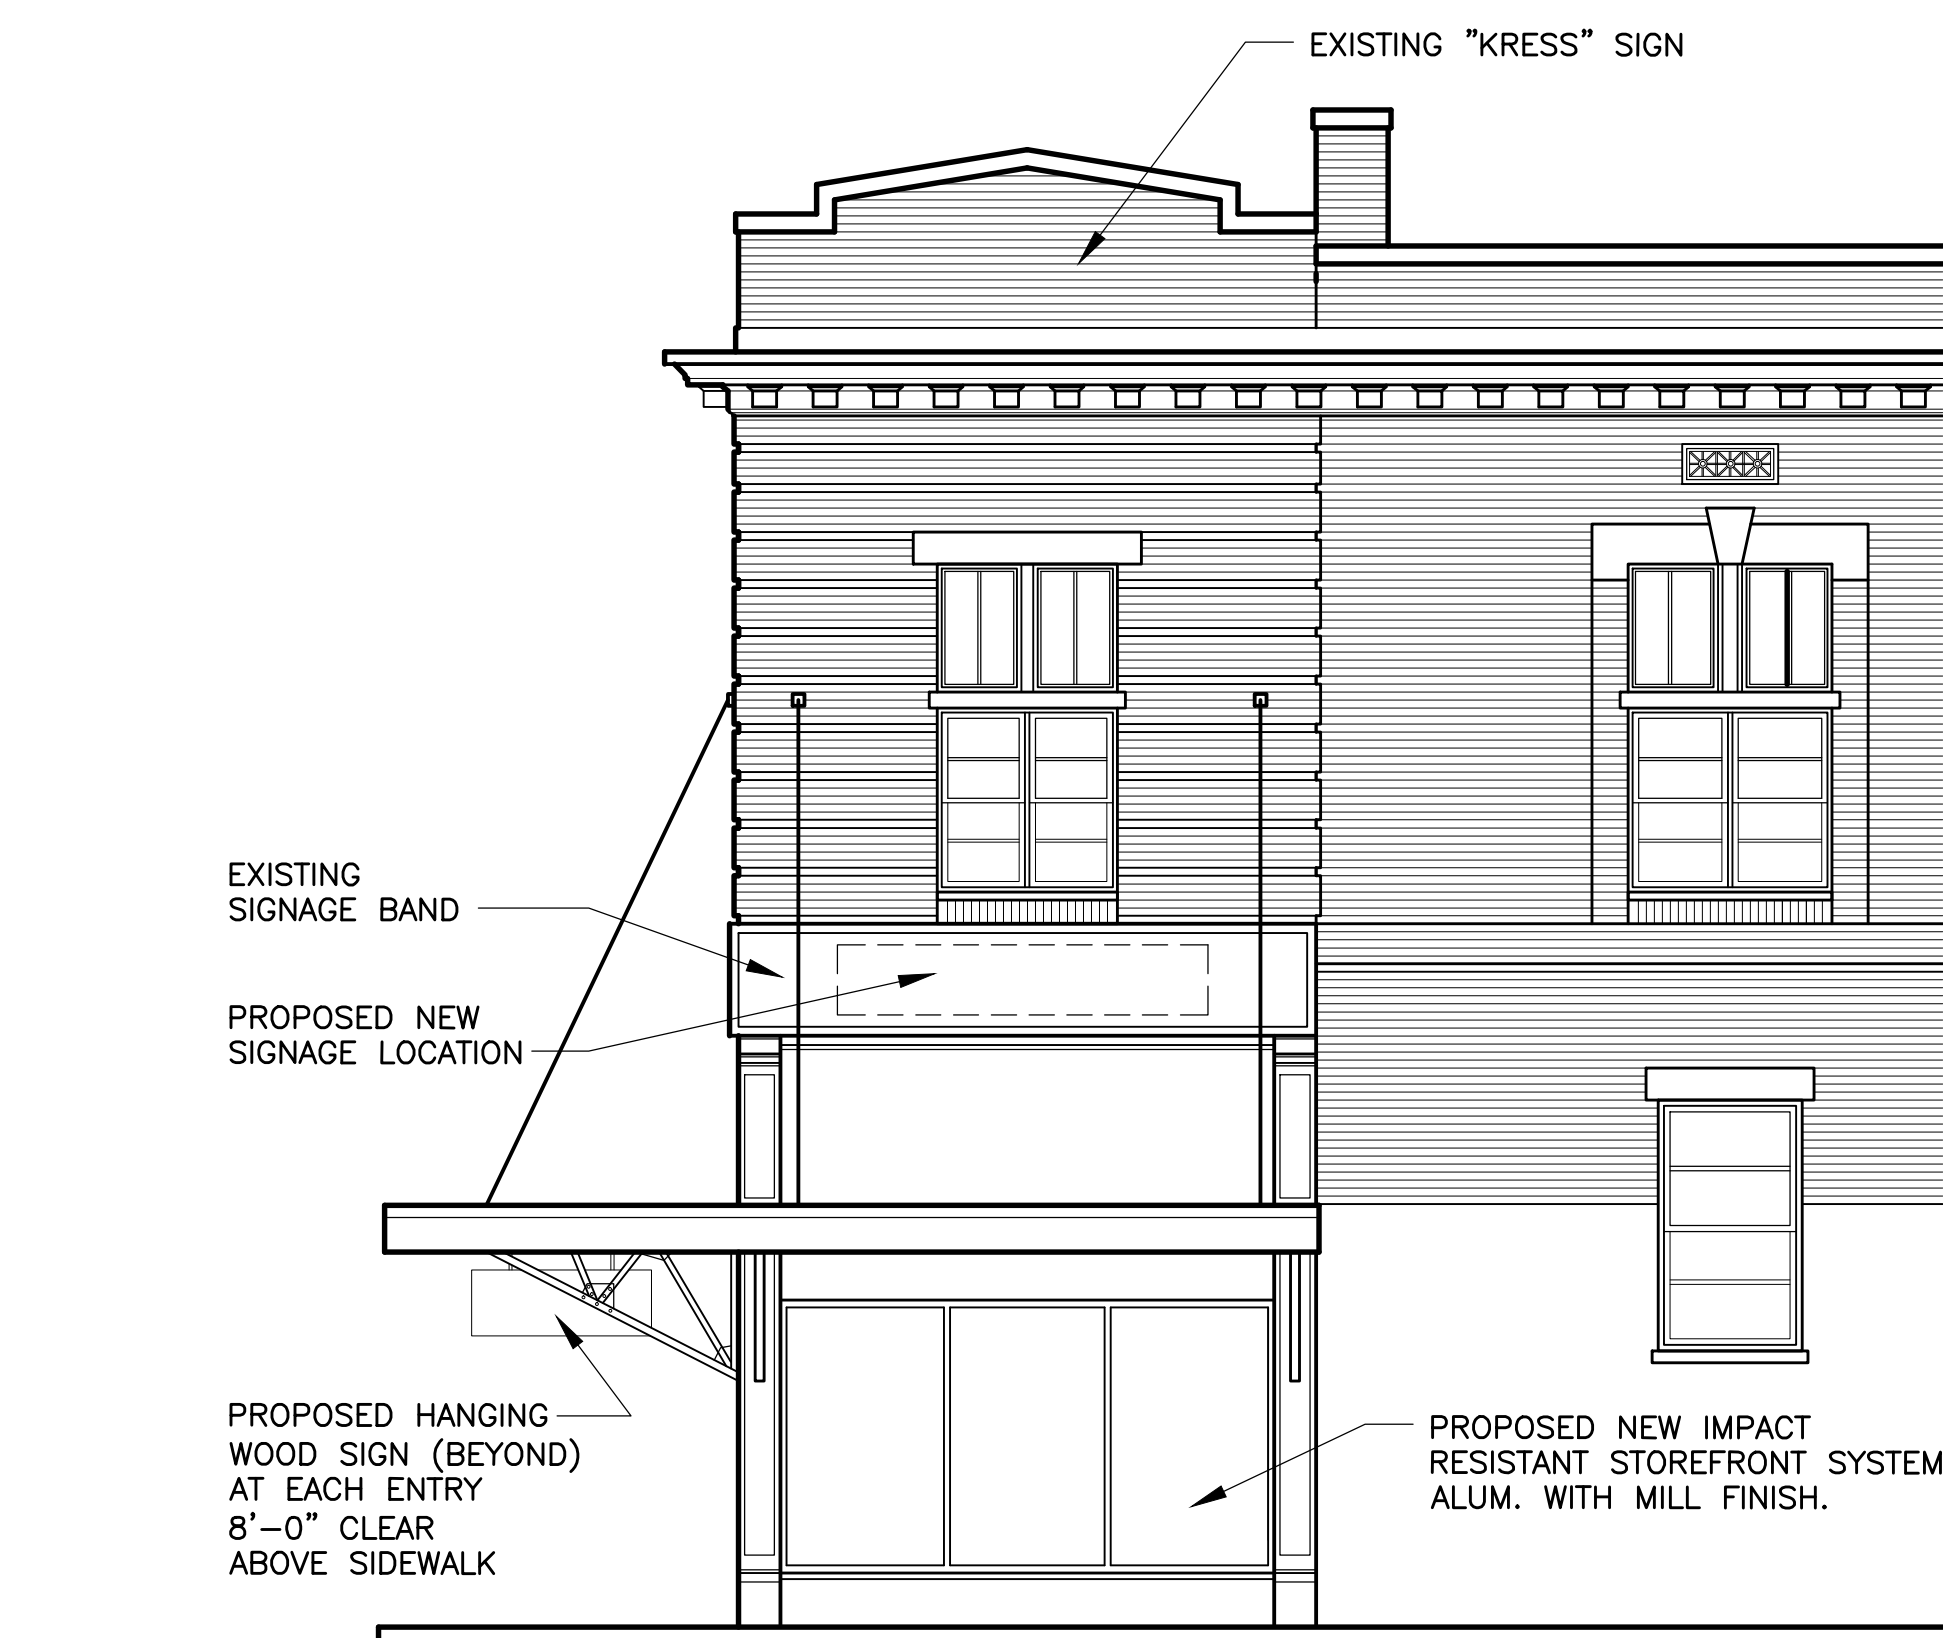 EXISTING "KRESS" SIGN
EXISTING
SIGNAGE BAND
PROPOSED NEW
SIGNAGE LOCATION
PROPOSED HANGING
WOOD SIGN (BEYOND)
AT EACH ENTRY
8'-0" CLEAR
ABOVE SIDEWALK
PROPOSED NEW IMPACT
RESISTANT STOREFRONT SYSTEM
ALUM. WITH MILL FINISH.